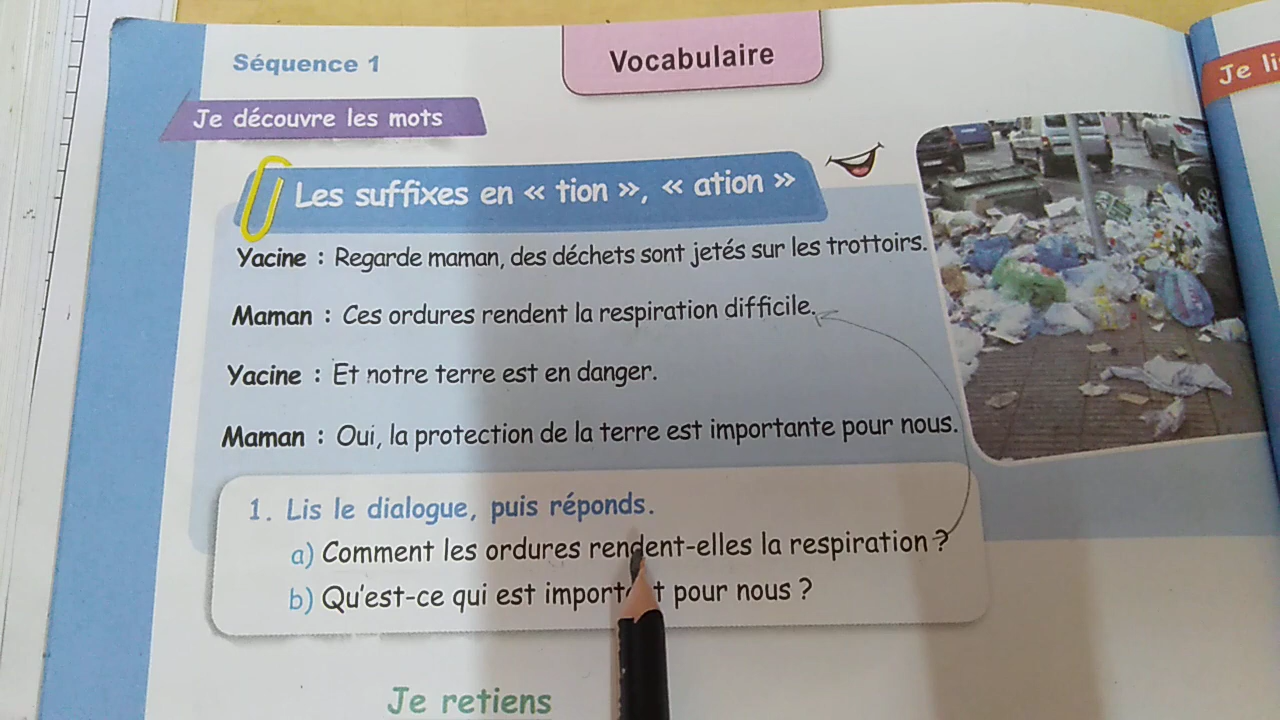 Séquence 1
Vocabulaire
Je découvre les mots
Les suffixes en « tion », « ation »
Yacine : Regarde maman, des déchets sont jetés sur les trottoirs.
Maman : Ces ordures rendent la respiration difficile.
Yacine : Et notre terre est en danger.
Maman : Oui, la protection de la terre est importante pour nous.
1. Lis le dialogue, puis réponds.
a) Comment les ordures rendent-elles la respiration ?
b) Qu'est-ce qui est important pour nous ?
Je retiens